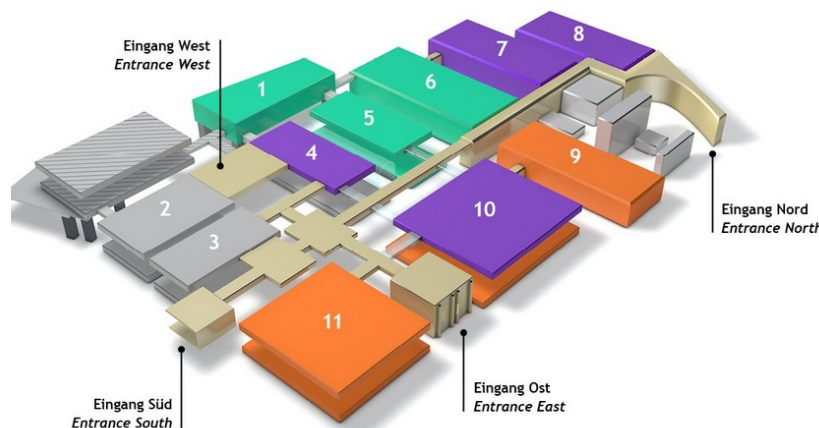 Eingang West
Entrance West
1
2
3
4
5
6
7
8
9
10
11
Eingang Nord
Entrance North
Eingang Süd
Entrance South
Eingang Ost
Entrance East